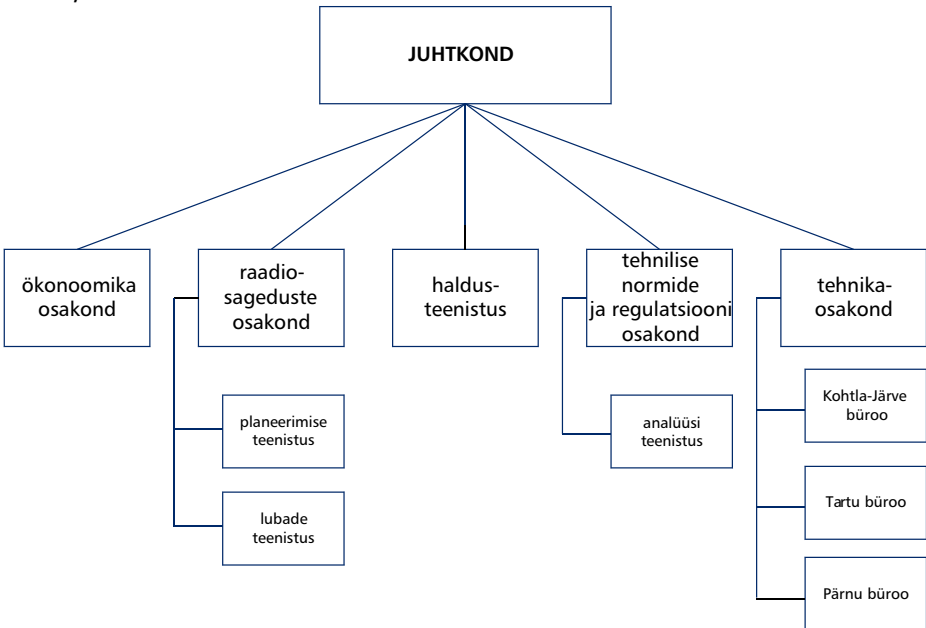 JUHTKOND
ökonoomika
osakond
raadio-
sageduste
osakond
haldus-
teenistus
tehnilise
normide
ja regulatsiooni
osakond
tehnika-
osakond
planeerimise
teenistus
lubade
teenistus
analüüsi
teenistus
Kohtla-Järve
büroo
Tartu büroo
Pärnu büroo